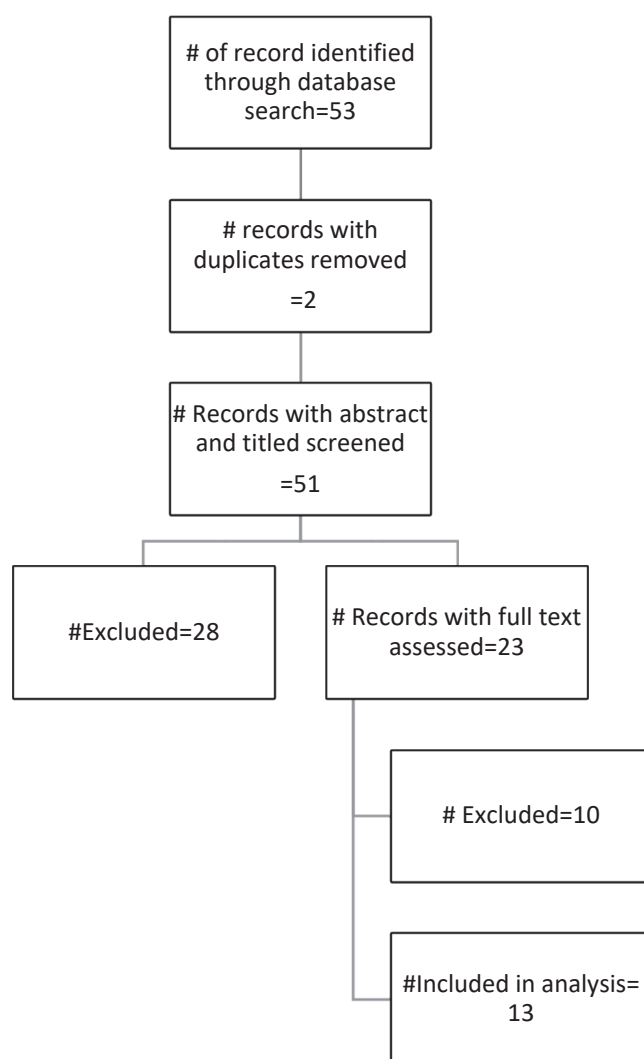 # of record identified
through database
search=53
# records with
duplicates removed
=2
# Records with abstract
and titled screened
=51
#Excluded=28
# Records with full text
assessed=23
# Excluded=10
#Included in analysis=
13